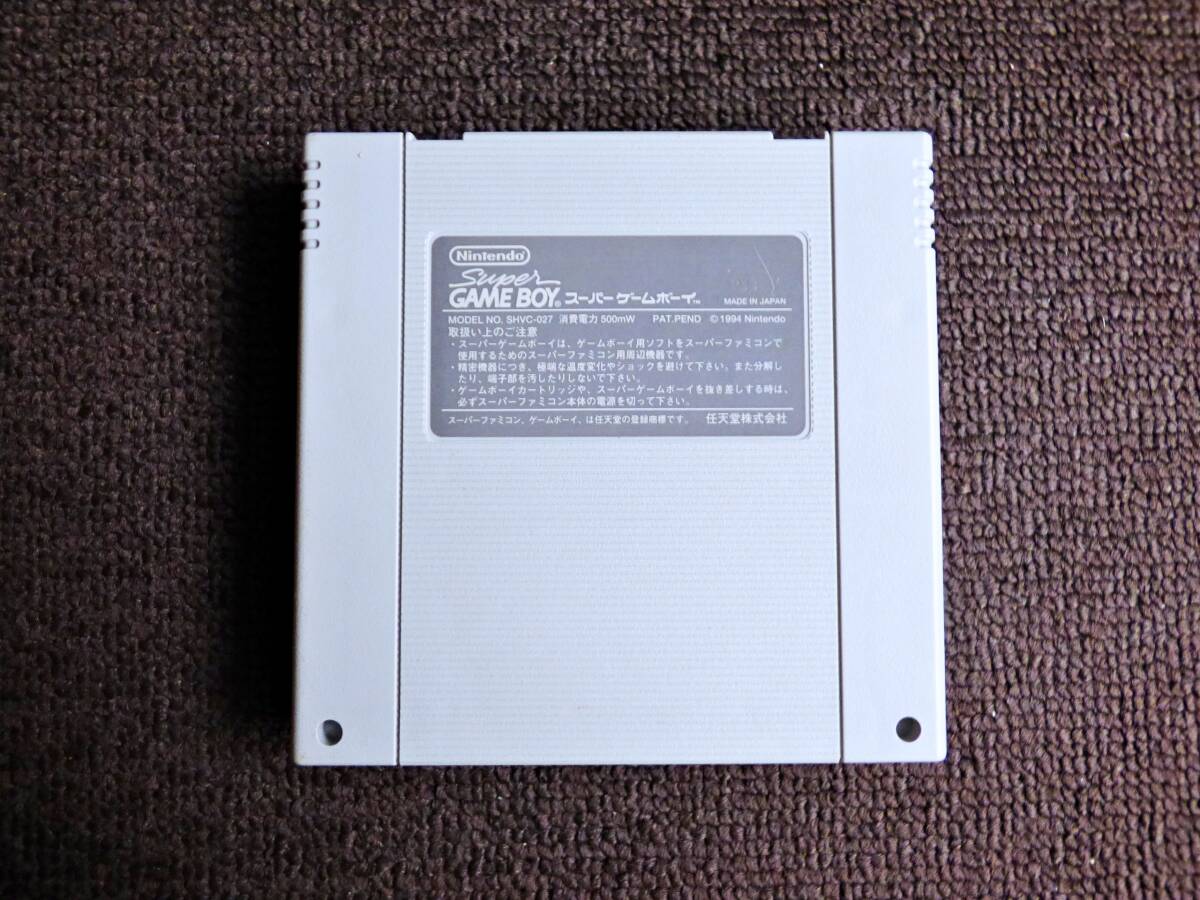 Nintendo
Super
GAME BOY™ スーパーゲームボーイ™ MADE IN JAPAN
MODEL NO. SHVC-027 消費電力 500mW PAT.PEND ©1994 Nintendo
取扱い上のご注意
・スーパーゲームボーイは、ゲームボーイ用ソフトをスーパーファミコンで
使用するためのスーパーファミコン用周辺機器です。
・精密機器につき、極端な温度変化やショックを避けて下さい。また分解し
たり、端子部を汚したりしないで下さい。
・ゲームボーイカートリッジや、スーパーゲームボーイを抜き差しする時は、
必ずスーパーファミコン本体の電源を切って下さい。
スーパーファミコン、ゲームボーイ、は任天堂の登録商標です。 任天堂株式会社